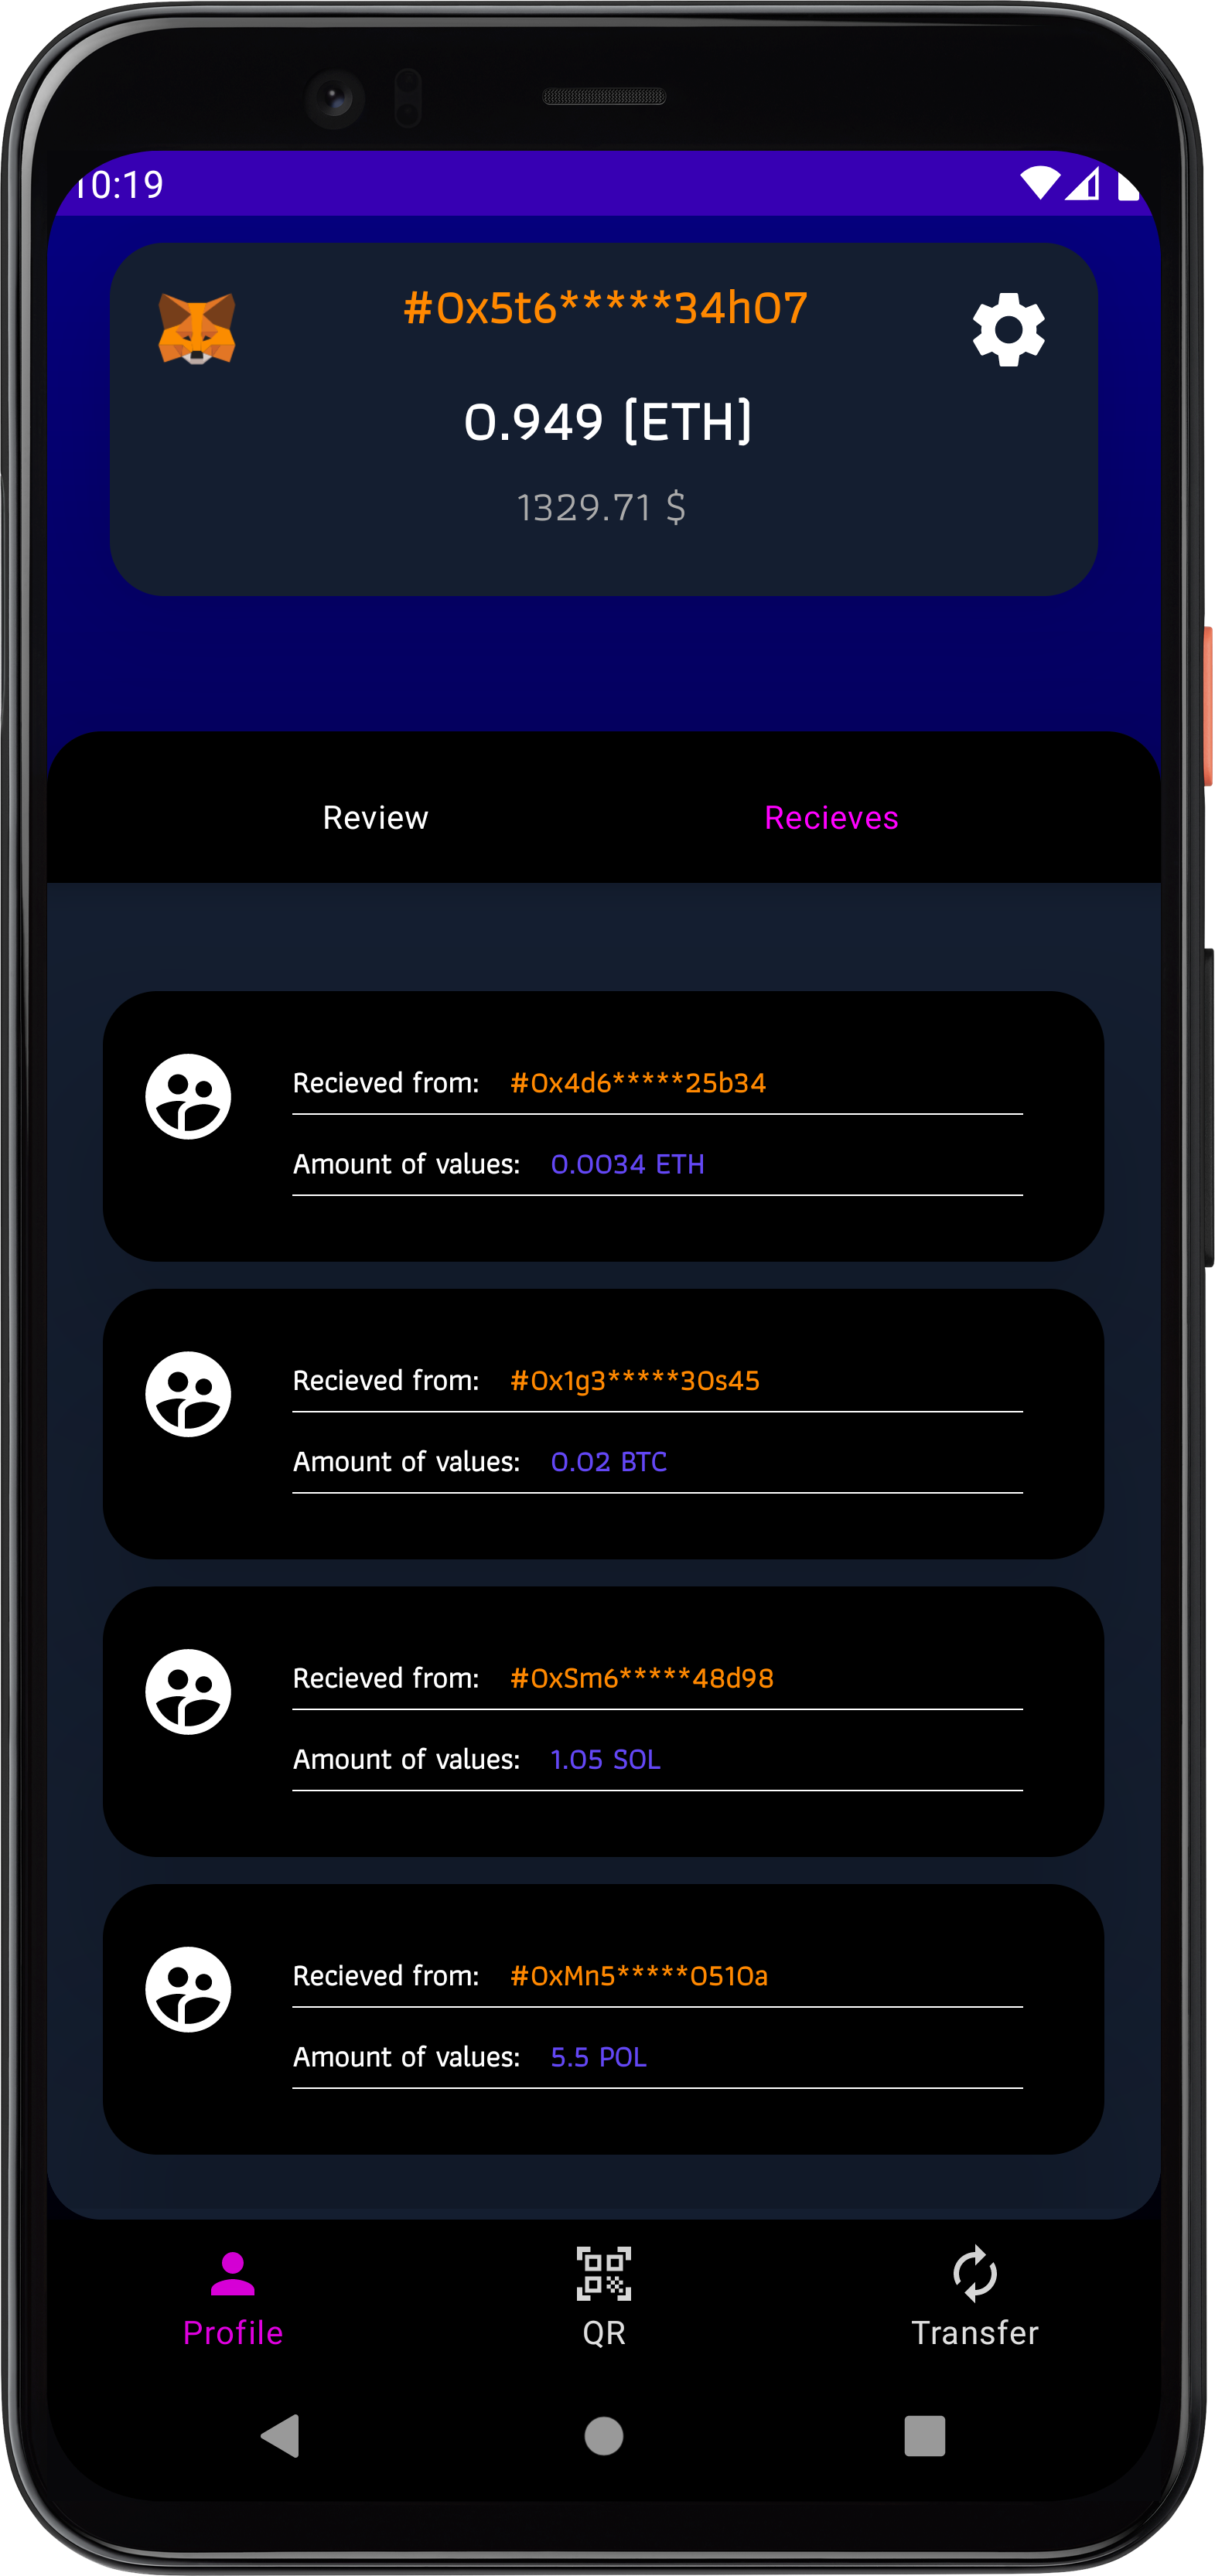 10:19
#0x5t6*****34h07
0.949 [ETH]
1329.71 $
Review Recieves
Recieved from: #0x4d6*****25b34
Amount of values: 0.0034 ETH
Recieved from: #0x1g3*****30s45
Amount of values: 0.02 BTC
Recieved from: #0xSm6*****48d98
Amount of values: 1.05 SOL
Recieved from: #0xMn5*****0510a
Amount of values: 5.5 POL
Profile QR Transfer